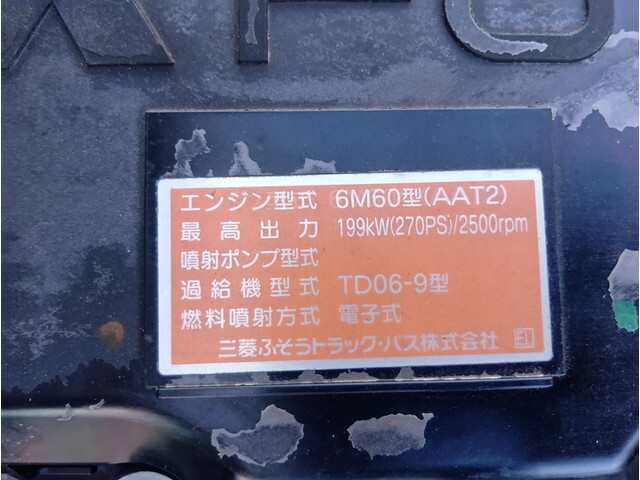 エンジン型式 6M60型(AAT2)
最高出力 199kW(270PS)/2500rpm
噴射ポンプ型式
過給機型式 TD06-9型
燃料噴射方式 電子式
三菱ふそうトラック・バス株式会社